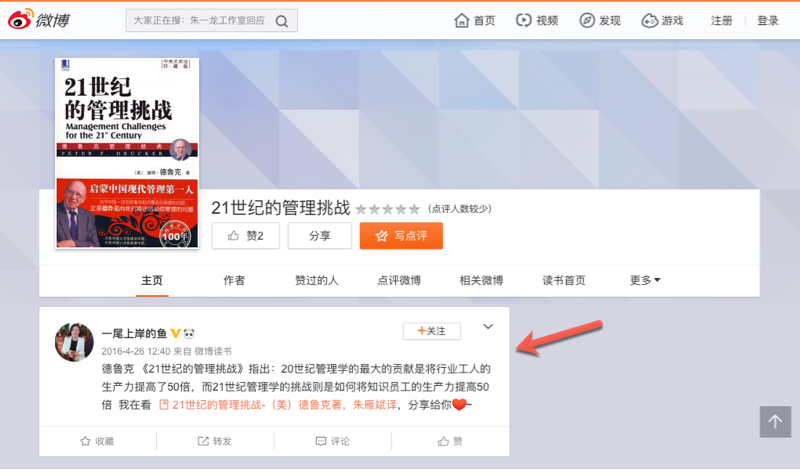 微博
大家正在搜：朱一龙工作室回应
首页 视频 发现 游戏 注册 登录
21世纪
的管理挑战
Management Challenges
for the 21st Century
德鲁克管理经典
PETER F. DRUCKER
（美） 彼得·德鲁克 著
启蒙中国现代管理第一人
100年
21世纪的管理挑战 (点评人数较少)
赞2 分享 写点评
主页 作者 赞过的人 点评微博 相关微博 读书首页 更多
一尾上岸的鱼 V
+关注
2016-4-26 12:40 来自 微博读书
德鲁克 《21世纪的管理挑战》指出：20世纪管理学的最大的贡献是将行业工人的
生产力提高了50倍，而21世纪管理学的挑战则是如何将知识员工的生产力提高50
倍 我在看 21世纪的管理挑战-（美）德鲁克著，朱雁斌译，分享给你~
收藏 转发 评论 赞